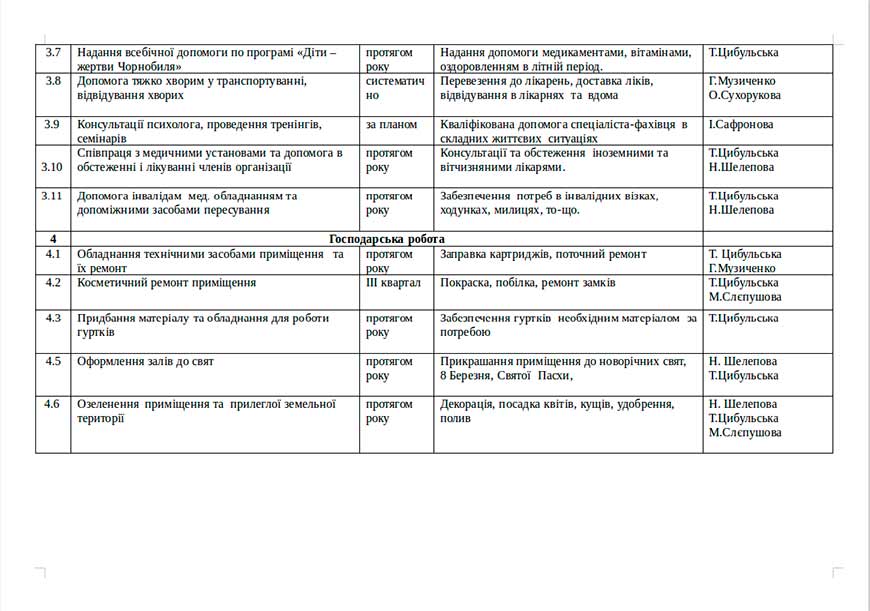 3.7 Надання всебічної допомоги по програмі «Діти – протягом Надання допомоги медикаментами, вітамінами, Т.Цибульська
жертви Чорнобиля» року оздоровленням в літній період.
3.8 Допомога тяжко хворим у транспортуванні, систематич Перевезення до лікарень, доставка ліків, Г.Музиченко
відвідування хворих но відвідування в лікарнях та вдома О.Сухорукова
3.9 Консультації психолога, проведення тренінгів, за планом Кваліфікована допомога спеціаліста-фахівця в І.Сафронова
семінарів складних життєвих ситуаціях
Співпраця з медичними установами та допомога в протягом Консультації та обстеження іноземними та Т.Цибульська
3.10 обстеженні і лікуванні членів організації року вітчизняними лікарями. Н.Шелепова
3.11 Допомога інвалідам мед. обладнанням та протягом Забезпечення потреб в інвалідних візках, Т.Цибульська
допоміжними засобами пересування року ходунках, милицях, то-що. Н.Шелепова
4 Господарська робота
4.1 Обладнання технічними засобами приміщення та протягом Заправка картриджів, поточний ремонт Т. Цибульська
їх ремонт року Г.Музиченко
4.2 Косметичний ремонт приміщення ІІІ квартал Покраска, побілка, ремонт замків Т.Цибульська
М.Слєпушова
4.3 Придбання матеріалу та обладнання для роботи протягом Забезпечення гуртків необхідним матеріалом за Т.Цибульська
гуртків року потребою
4.5 Оформлення залів до свят протягом Прикрашання приміщення до новорічних свят, Н. Шелепова
року 8 Березня, Святої Пасхи, Т.Цибульська
4.6 Озеленення приміщення та прилеглої земельної протягом Декорація, посадка квітів, кущів, удобрення, Н. Шелепова
території року полив Т.Цибульська
М.Слєпушова